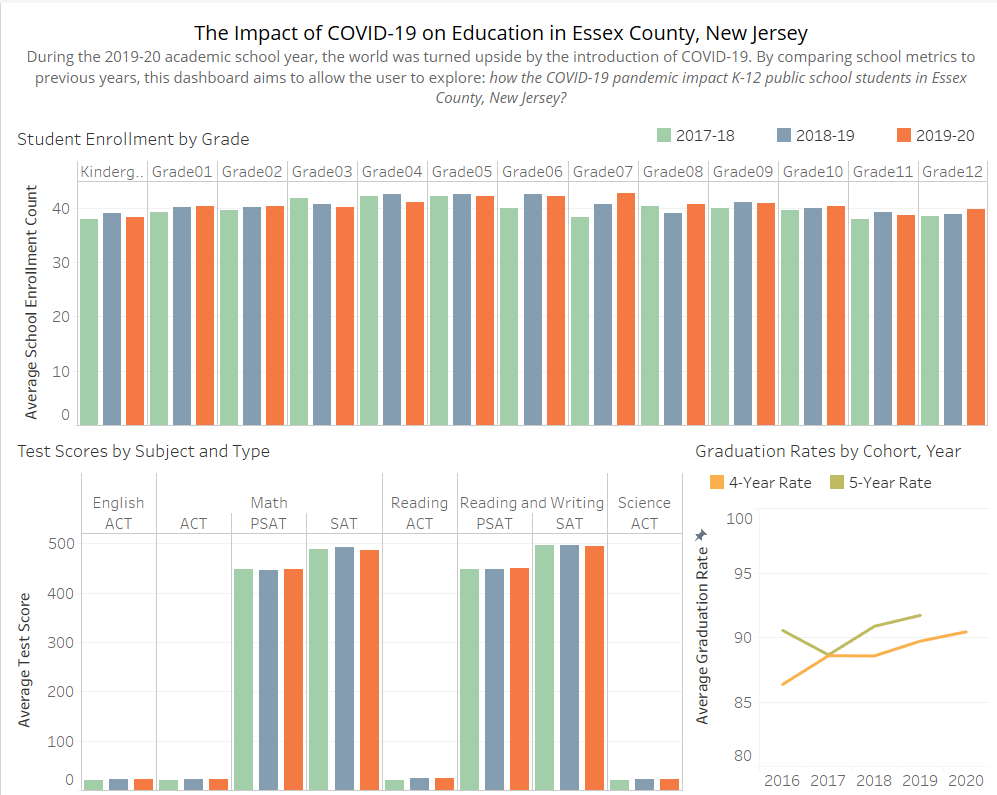 The Impact of COVID-19 on Education in Essex County, New Jersey
During the 2019-20 academic school year, the world was turned upside by the introduction of COVID-19. By comparing school metrics to
previous years, this dashboard aims to allow the user to explore: how the COVID-19 pandemic impact K-12 public school students in Essex
County, New Jersey?
Student Enrollment by Grade
2017-18 2018-19 2019-20
Kinderg.. Grade01 Grade02 Grade03 Grade04 Grade05 Grade06 Grade07 Grade08 Grade09 Grade10 Grade11 Grade12
Average School Enrollment Count
40
30
20
10
0
Test Scores by Subject and Type
English Math Reading Reading and Writing Science
ACT ACT PSAT SAT ACT PSAT SAT ACT
Average Test Score
500
400
300
200
100
0
Graduation Rates by Cohort, Year
4-Year Rate 5-Year Rate
Average Graduation Rate
100
95
90
85
80
2016 2017 2018 2019 2020